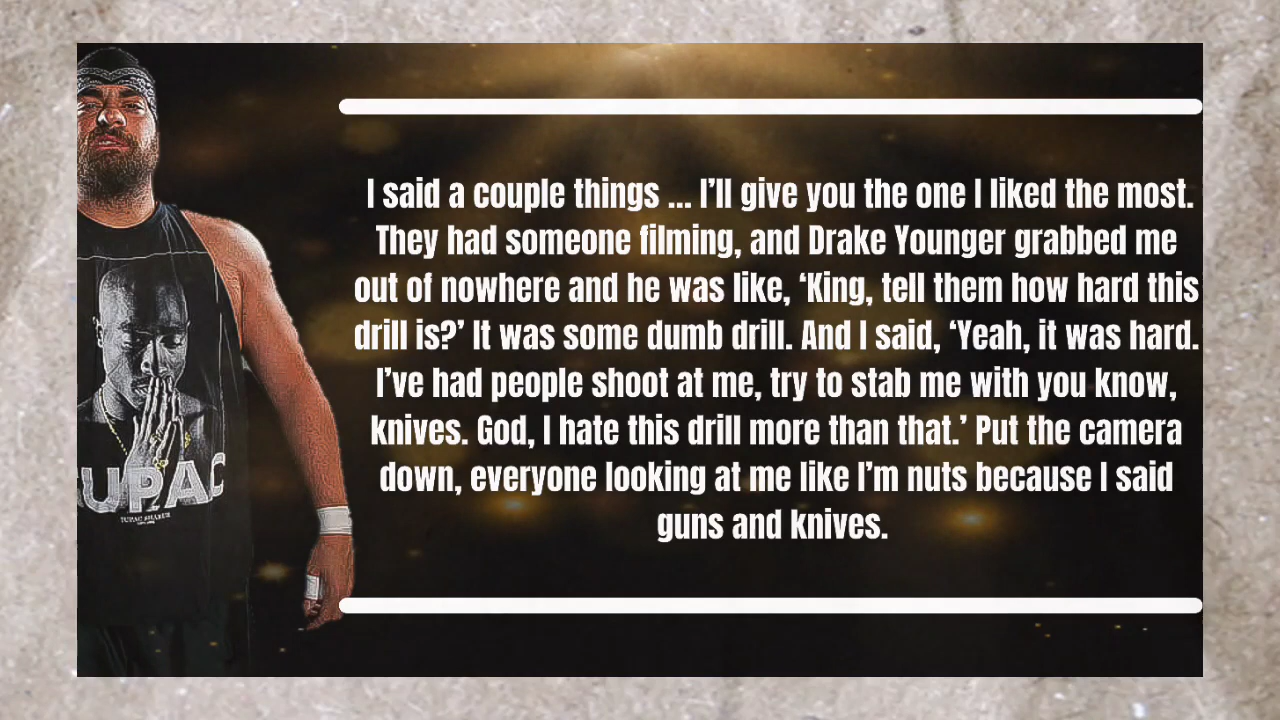 I said a couple things ... I’ll give you the one I liked the most.
They had someone filming, and Drake Younger grabbed me
out of nowhere and he was like, ‘King, tell them how hard this
drill is?’ It was some dumb drill. And I said, ‘Yeah, it was hard.
I’ve had people shoot at me, try to stab me with you know,
knives. God, I hate this drill more than that.’ Put the camera
down, everyone looking at me like I’m nuts because I said
guns and knives.
UPAC